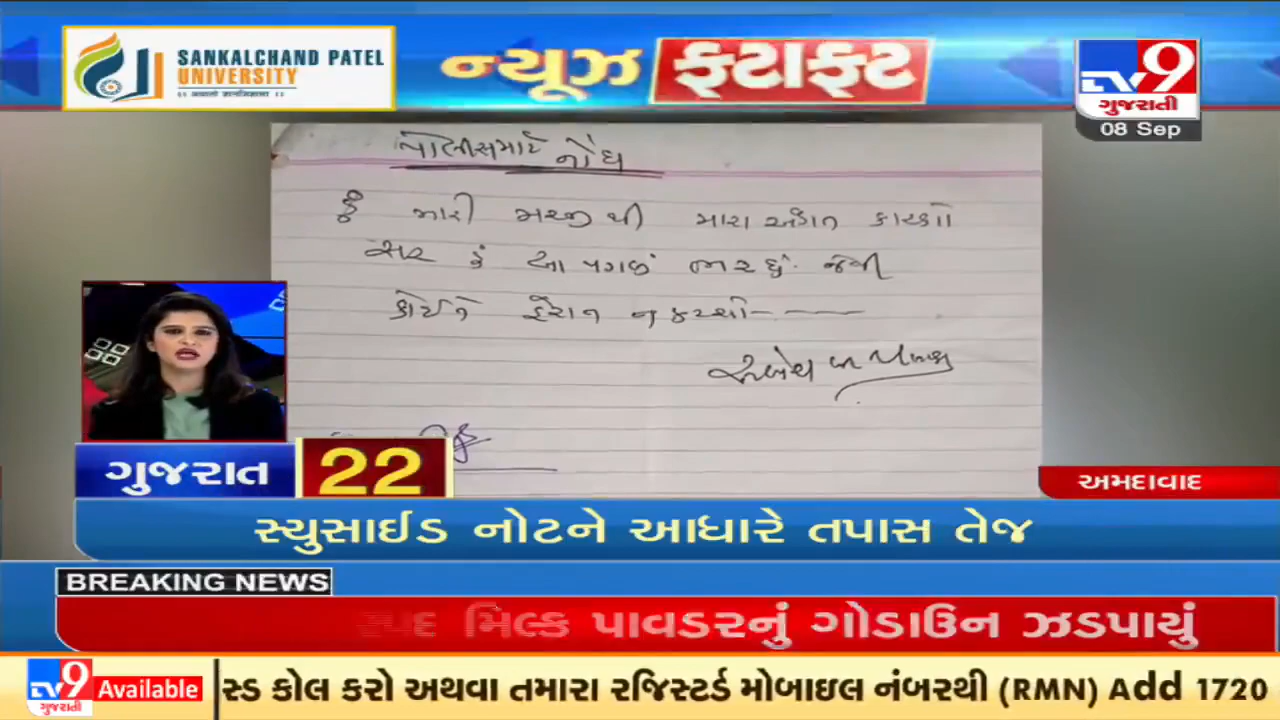 SANKALCHAND PATEL
UNIVERSITY
ન્યૂઝ ફટાફટ
TV9
ગુજરાતી
08 Sep
પોલીસ માટે નોંધ
હું મારી મરજી થી મારા અંગત કારણો
સર કે આ પગલું ભરૂ છું. જેથી
કોઈને હેરાન ન કરશો-
ગુજરાત 22
અમદાવાદ
સ્યુસાઈડ નોટને આધારે તપાસ તેજ
BREAKING NEWS
સ્પદ મિલ્ક પાવડરનું ગોડાઉન ઝડપાયું
TV9
ગુજરાતી
Available
સ્ડ કોલ કરો અથવા તમારા રજિસ્ટર્ડ મોબાઇલ નંબરથી (RMN) Add 1720